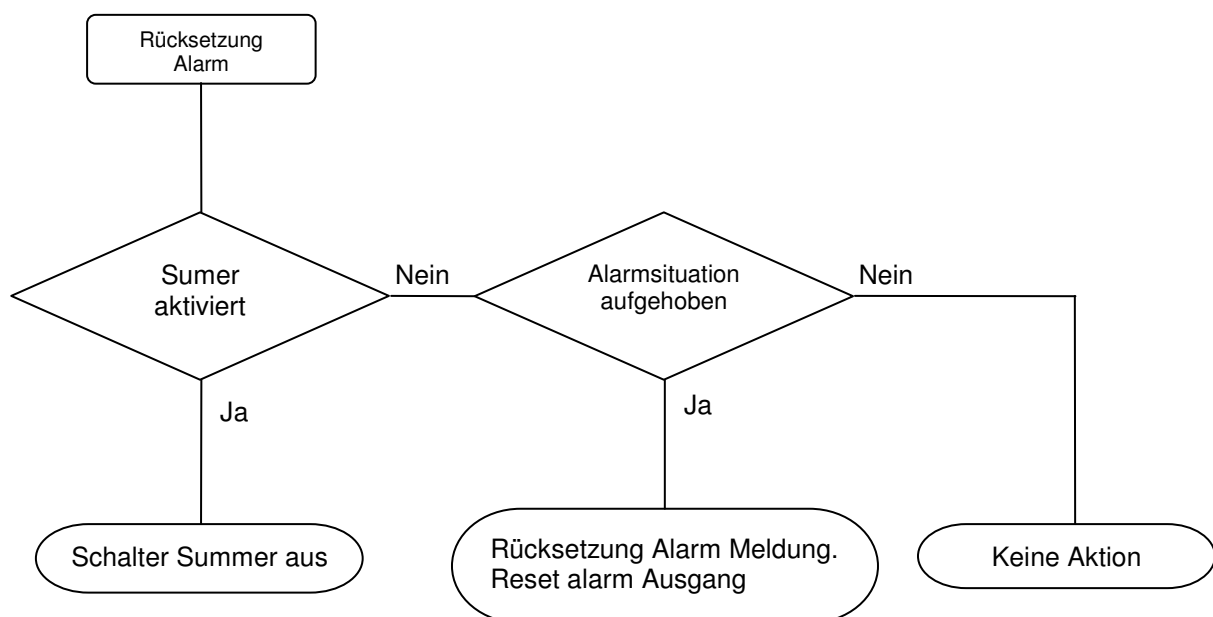 Rücksetzung
Alarm
Sumer
aktiviert
Nein
Alarmsituation
aufgehoben
Nein
Ja
Ja
Schalter Summer aus
Rücksetzung Alarm Meldung.
Reset alarm Ausgang
Keine Aktion